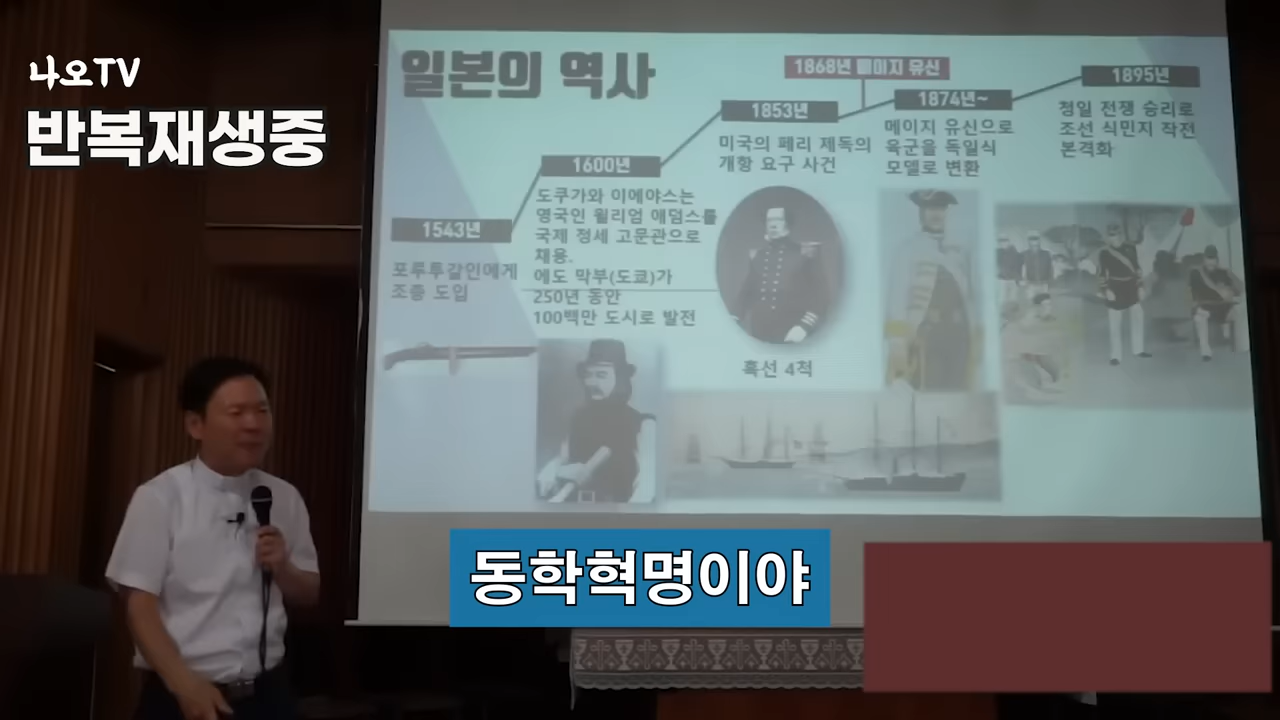 나오TV
반복재생중
일본의 역사
1543년
포루투갈인에게
조총 도입
1600년
도쿠가와 이에야스는
영국인 윌리엄 애덤스를
국제 정세 고문관으로
채용.
에도 막부(도쿄)가
250년 동안
100백만 도시로 발전
1853년
미국의 페리 제독의
개항 요구 사건
흑선 4척
1868년 메이지 유신
1874년~
메이지 유신으로
육군을 독일식
모델로 변환
1895년
청일 전쟁 승리로
조선 식민지 작전
본격화
동학혁명이야